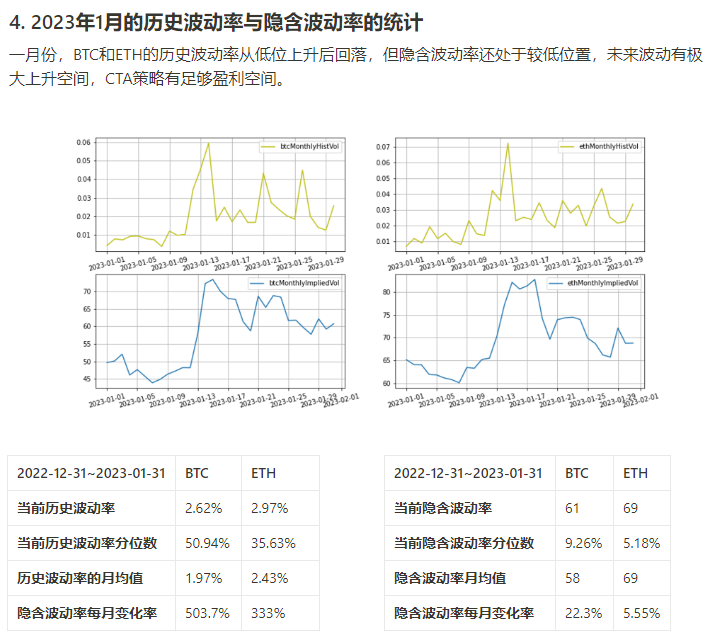 4. 2023年1月的历史波动率与隐含波动率的统计
一月份，BTC和ETH的历史波动率从低位上升后回落，但隐含波动率还处于较低位置，未来波动有极
大上升空间，CTA策略有足够盈利空间。
btcMonthlyHistVol
0.06
0.05
0.04
0.03
0.02
0.01
2023-01-01 2023-01-05 2023-01-09 2023-01-13 2023-01-17 2023-01-21 2023-01-25 2023-01-29
ethMonthlyHistVol
0.07
0.06
0.05
0.04
0.03
0.02
0.01
2023-01-01 2023-01-05 2023-01-09 2023-01-13 2023-01-17 2023-01-21 2023-01-25 2023-01-29
btcMonthlyImpliedVol
70
65
60
55
50
45
2023-01-01 2023-01-05 2023-01-09 2023-01-13 2023-01-17 2023-01-21 2023-01-25 2023-01-29 2023-02-01
ethMonthlyImpliedVol
80
75
70
65
60
2023-01-01 2023-01-05 2023-01-09 2023-01-13 2023-01-17 2023-01-21 2023-01-25 2023-01-29 2023-02-01
2022-12-31~2023-01-31 BTC ETH
当前历史波动率 2.62% 2.97%
当前历史波动率分位数 50.94% 35.63%
历史波动率的月均值 1.97% 2.43%
隐含波动率每月变化率 503.7% 333%
2022-12-31~2023-01-31 BTC ETH
当前隐含波动率 61 69
当前隐含波动率分位数 9.26% 5.18%
隐含波动率月均值 58 69
隐含波动率每月变化率 22.3% 5.55%